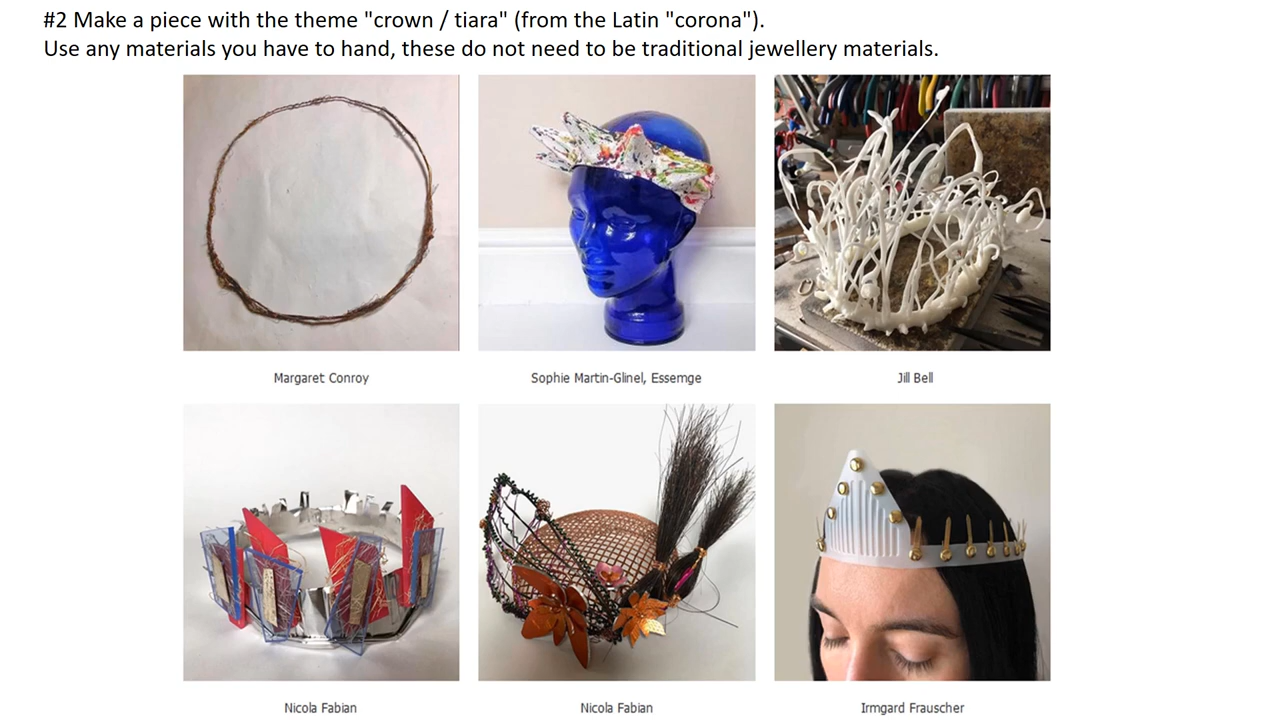 #2 Make a piece with the theme "crown / tiara" (from the Latin "corona").
Use any materials you have to hand, these do not need to be traditional jewellery materials.
Margaret Conroy
Sophie Martin-Glinel, Essemge
Jill Bell
Nicola Fabian
Nicola Fabian
Irmgard Frauscher